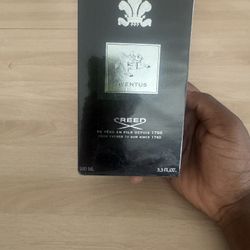 AVENTUS
CREED
DE PÈRE EN FILS DEPUIS 1760
FROM FATHER TO SON SINCE 1760
100 ML
3.3 FL.OZ.